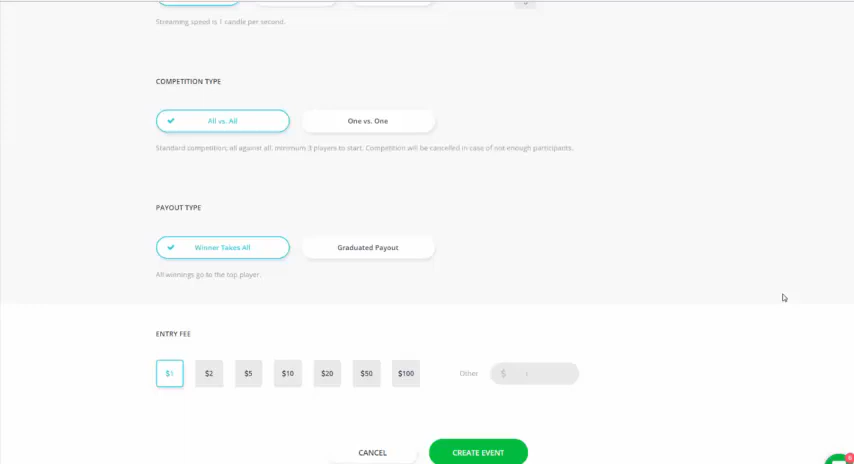 Streaming speed is 1 candle per second.
COMPETITION TYPE
All vs. All
One vs. One
Standard competition, all against all, minimum 3 players to start. Competition will be cancelled in case of not enough participants.
PAYOUT TYPE
Winner Takes All
Graduated Payout
All winnings go to the top player.
ENTRY FEE
$1 $2 $5 $10 $20 $50 $100 Other $
CANCEL
CREATE EVENT